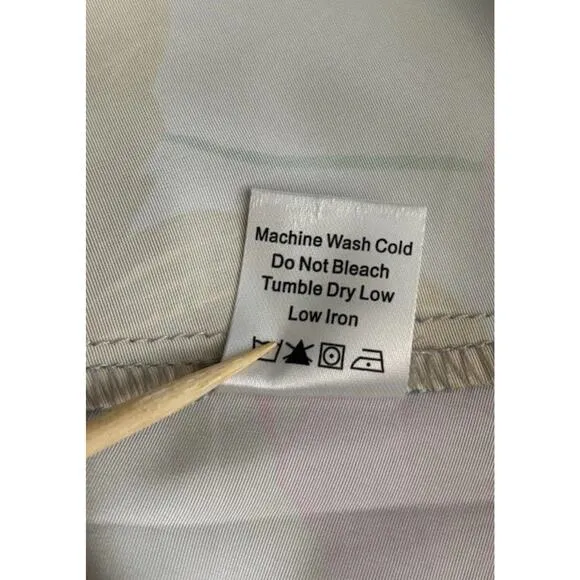 Machine Wash Cold
Do Not Bleach
Tumble Dry Low
Low Iron